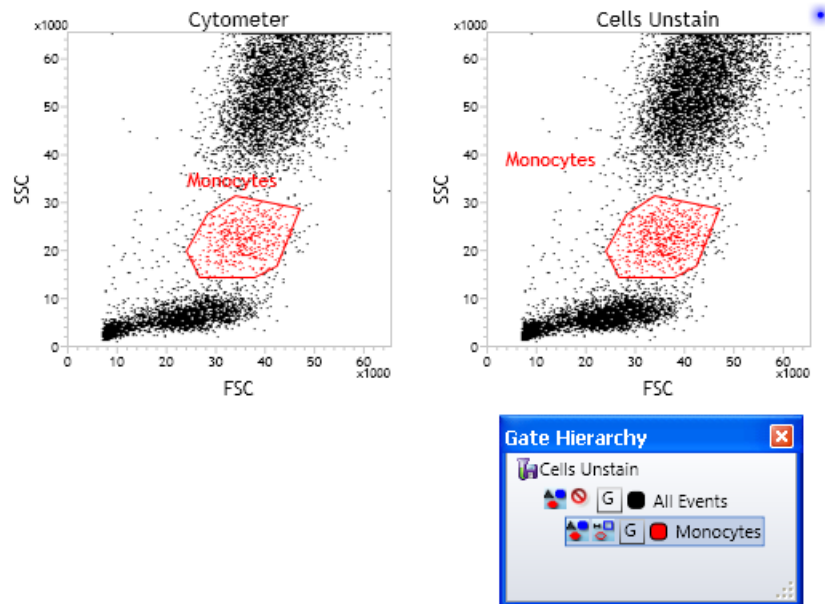 Cytometer
x1000
60
50
40
30
20
10
0
SSC
Monocytes
0 10 20 30 40 50 60
x1000
FSC
Cells Unstain
x1000
60
50
40
30
20
10
0
SSC
Monocytes
0 10 20 30 40 50 60
x1000
FSC
Gate Hierarchy
Cells Unstain
G All Events
G Monocytes